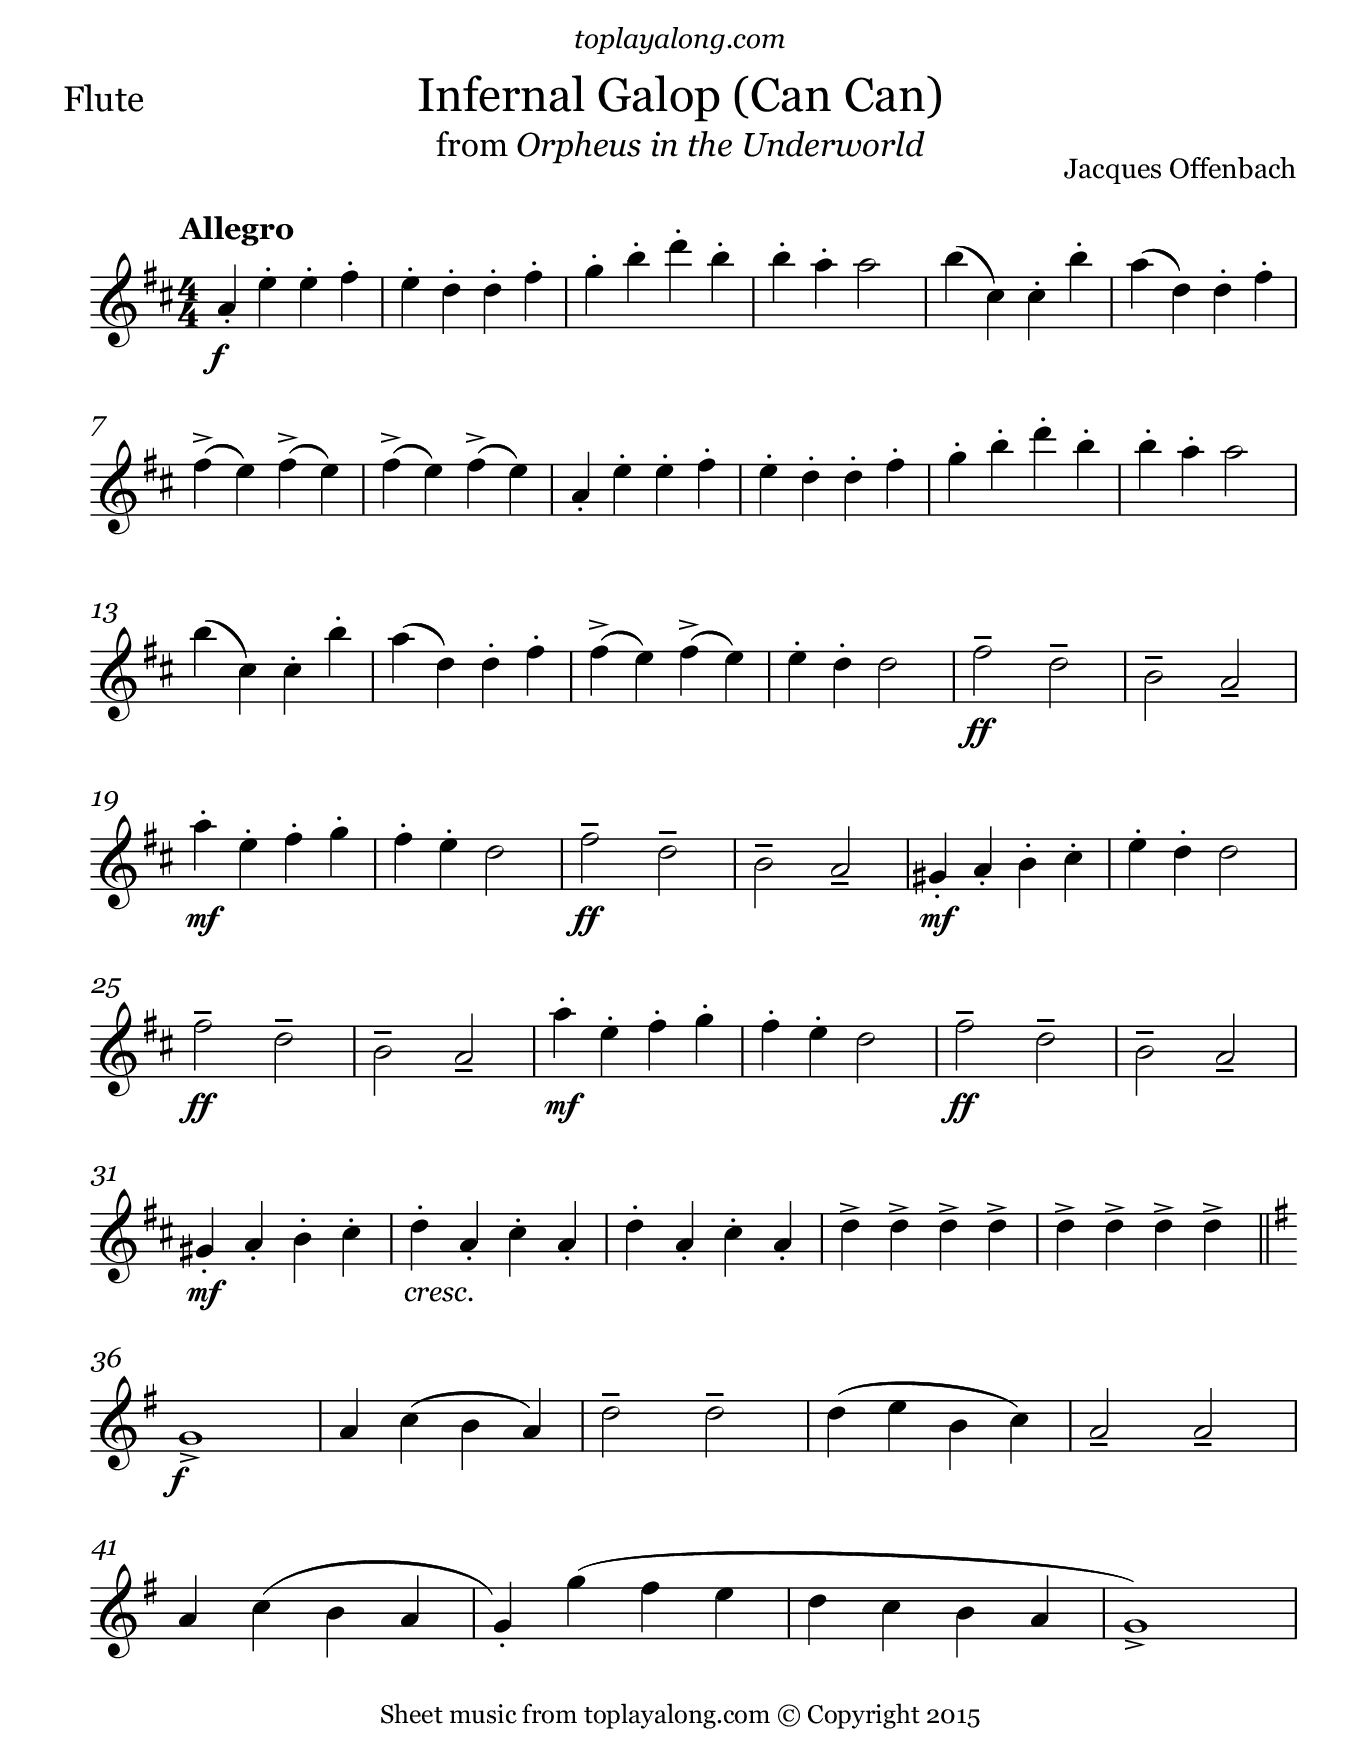 toplayalong.com
Flute
Infernal Galop (Can Can)
from Orpheus in the Underworld
Jacques Offenbach
Allegro
4
4
f
7
13
ff
19
mf ff mf
25
ff mf ff
31
mf cresc.
36
f
41
Sheet music from toplayalong.com © Copyright 2015